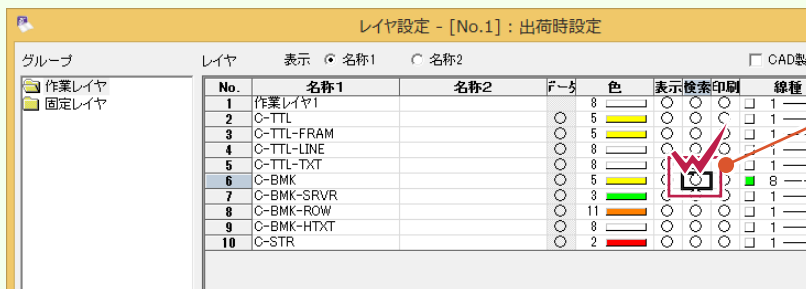 レイヤ設定 - [No.1] : 出荷時設定
グループ レイヤ 表示 名称1 名称2 CAD製
作業レイヤ
固定レイヤ
No. 名称1 名称2 データ 色 表示 検索 印刷 線種
1 作業レイヤ1 8 1
2 C-TTL 5 1
3 C-TTL-FRAM 5 1
4 C-TTL-LINE 8 1
5 C-TTL-TXT 8 1
6 C-BMK 5 8
7 C-BMK-SRVR 3 1
8 C-BMK-ROW 11 1
9 C-BMK-HTXT 8 1
10 C-STR 2 1